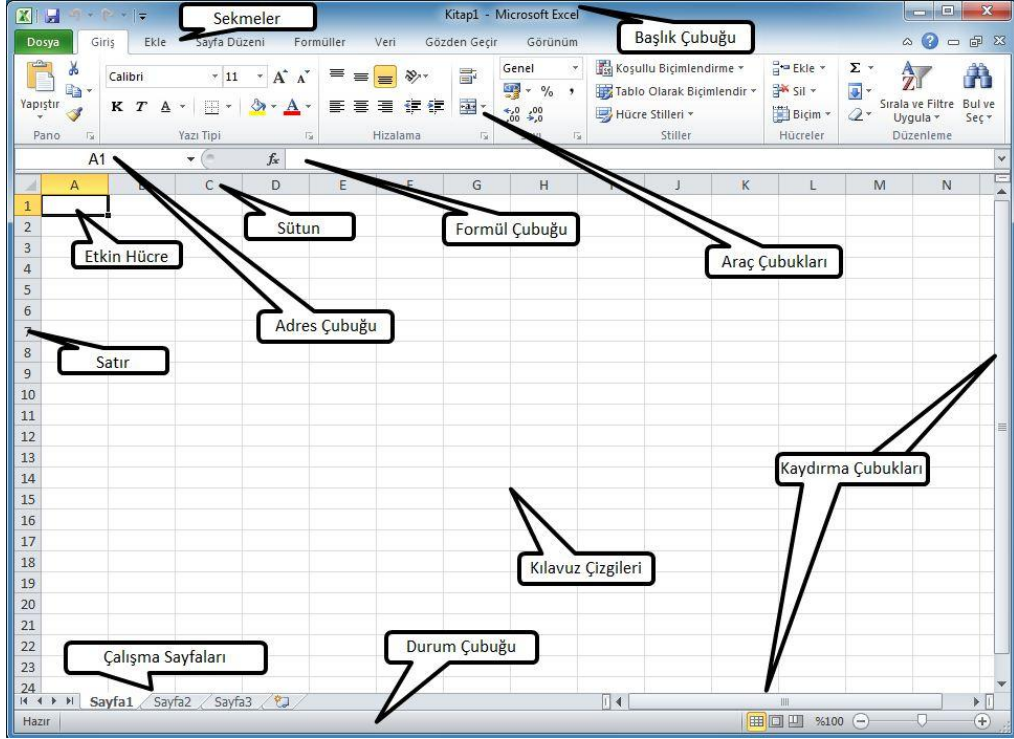 Kitap1 - Microsoft Excel
Sekmeler
Başlık Çubuğu
Dosya Giriş Ekle Sayfa Düzeni Formüller Veri Gözden Geçir Görünüm
Calibri 11 Genel Koşullu Biçimlendirme Ekle Σ
Yapıştır K T A A A % Tablo Olarak Biçimlendir Sil Sırala ve Filtre Uygula Bul ve Seç
Hücre Stilleri Biçim
Pano Yazı Tipi Hizalama Stiller Hücreler Düzenleme
A1 fx
A C D E G H J K L M N
1
2
3
4
5
6
7
8
9
10
11
12
13
14
15
16
17
18
19
20
21
22
23
24
Sütun
Formül Çubuğu
Etkin Hücre
Araç Çubukları
Adres Çubuğu
Satır
Kaydırma Çubukları
Kılavuz Çizgileri
Durum Çubuğu
Çalışma Sayfaları
Sayfa1 Sayfa2 Sayfa3
Hazır %100